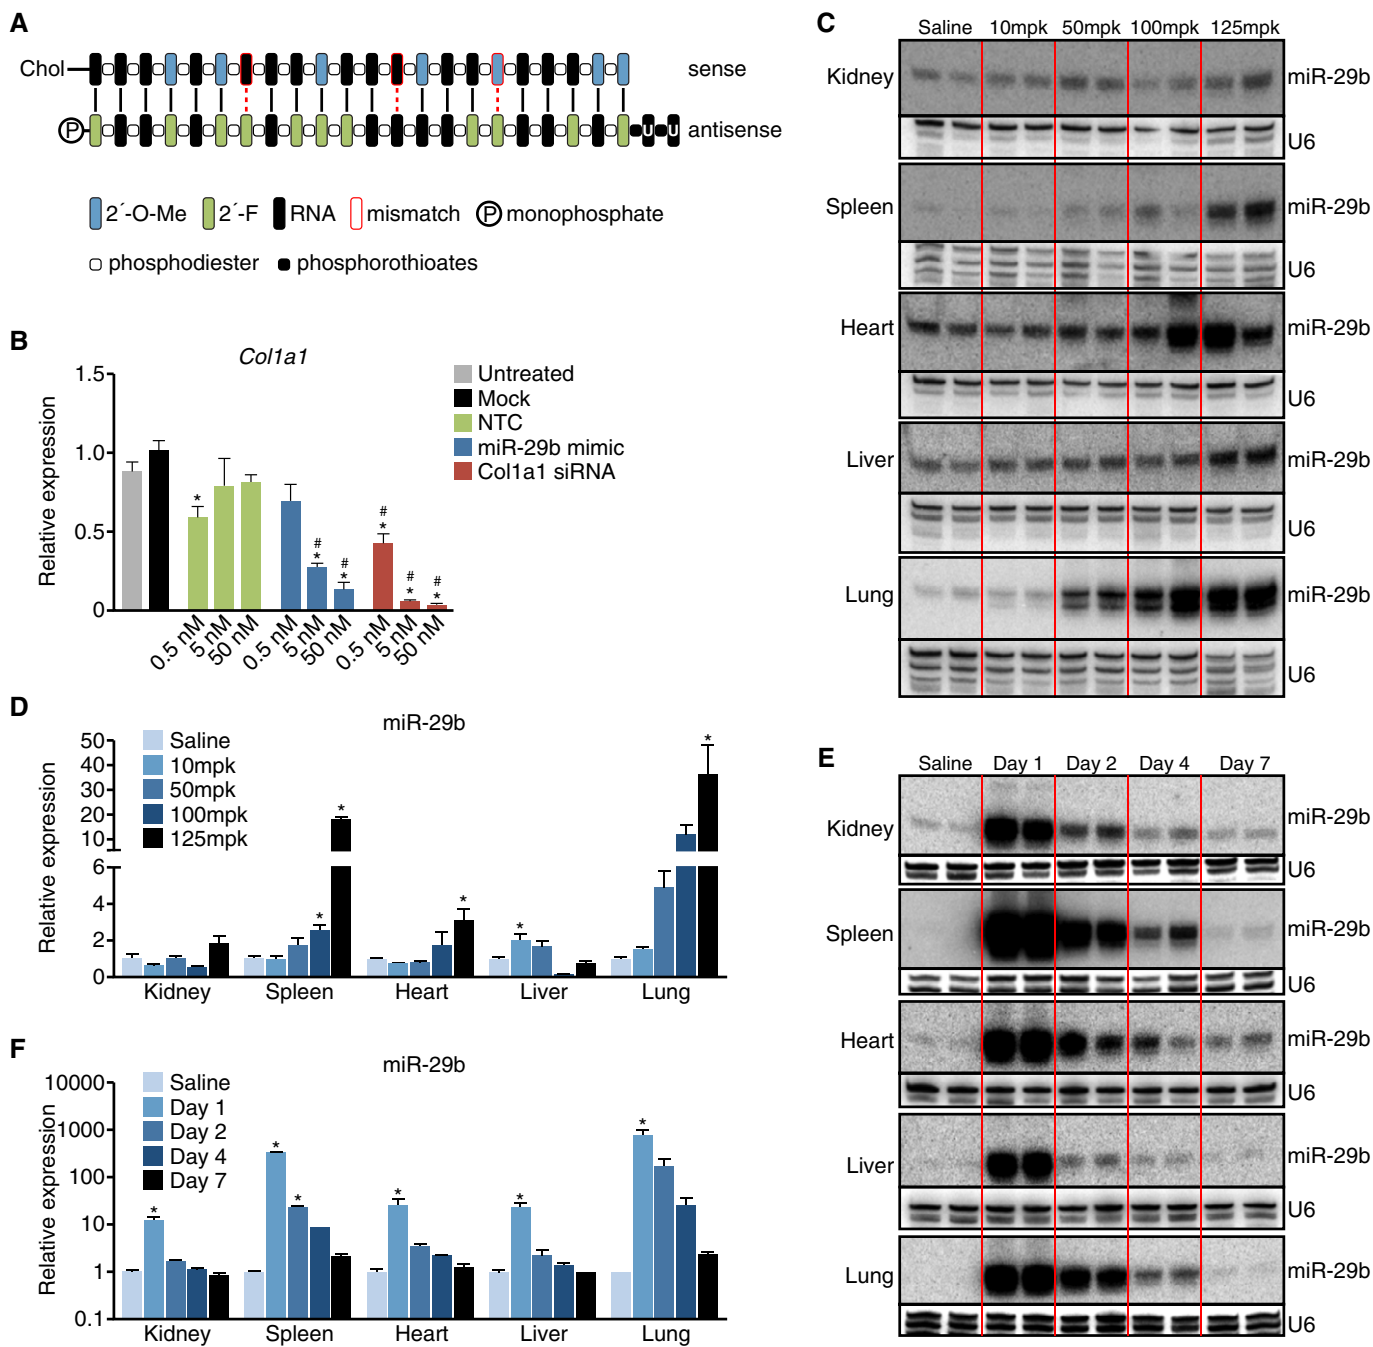 A
Chol
sense
P
U U
antisense
2´-O-Me 2´-F RNA mismatch P monophosphate
phosphodiester phosphorothioates
B
Col1a1
Relative expression
1.5
1.0
0.5
0
Untreated
Mock
NTC
miR-29b mimic
Col1a1 siRNA
*
# *
# *
# *
# *
# *
0.5 nM 5 nM 50 nM 0.5 nM 5 nM 50 nM 0.5 nM 5 nM 50 nM
C
Saline 10mpk 50mpk 100mpk 125mpk
Kidney miR-29b
U6
Spleen miR-29b
U6
Heart miR-29b
U6
Liver miR-29b
U6
Lung miR-29b
U6
D
miR-29b
Relative expression
50
40
30
20
10
6
4
2
0
Saline
10mpk
50mpk
100mpk
125mpk
* * * * *
Kidney Spleen Heart Liver Lung
E
Saline Day 1 Day 2 Day 4 Day 7
Kidney miR-29b
U6
Spleen miR-29b
U6
Heart miR-29b
U6
Liver miR-29b
U6
Lung miR-29b
U6
F
miR-29b
Relative expression
10000
1000
100
10
1
0.1
Saline
Day 1
Day 2
Day 4
Day 7
* * * * * *
Kidney Spleen Heart Liver Lung